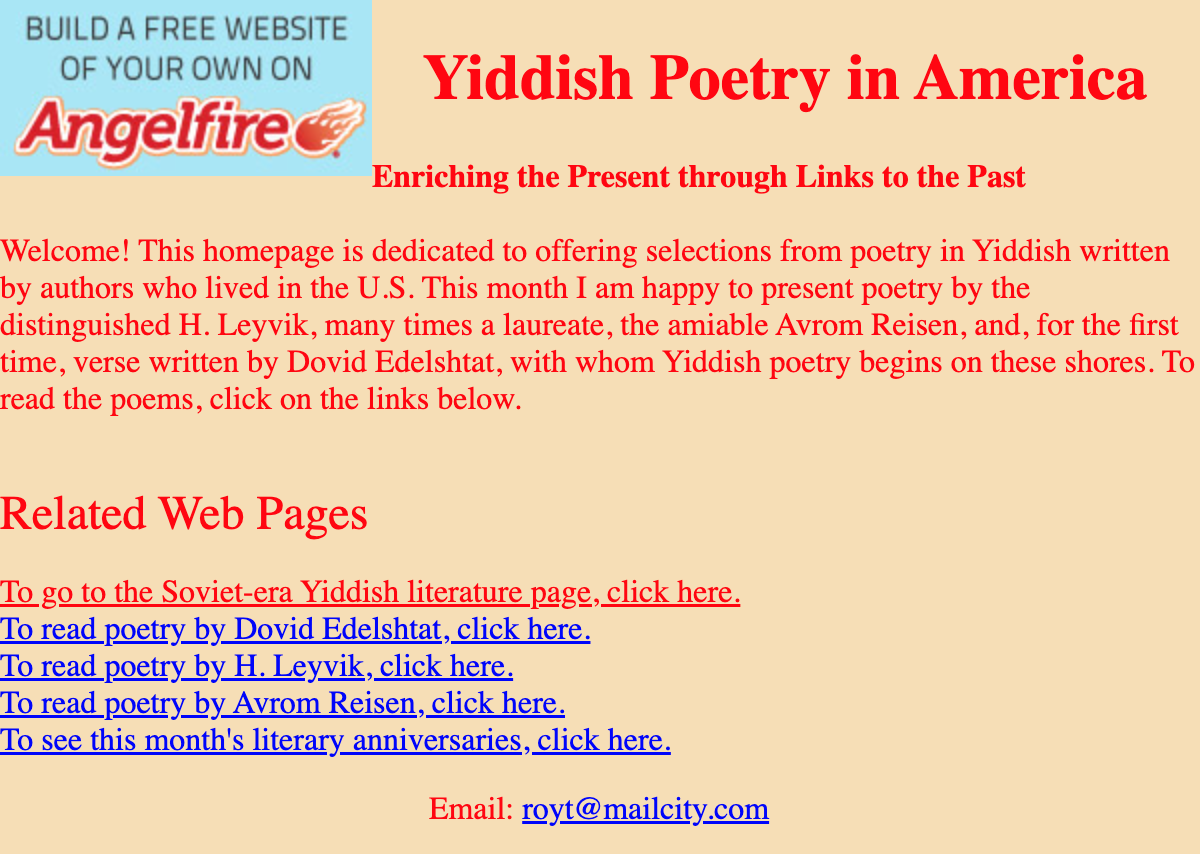 BUILD A FREE WEBSITE
OF YOUR OWN ON
Angelfire
Yiddish Poetry in America
Enriching the Present through Links to the Past
Welcome! This homepage is dedicated to offering selections from poetry in Yiddish written
by authors who lived in the U.S. This month I am happy to present poetry by the
distinguished H. Leyvik, many times a laureate, the amiable Avrom Reisen, and, for the first
time, verse written by Dovid Edelshtat, with whom Yiddish poetry begins on these shores. To
read the poems, click on the links below.
Related Web Pages
To go to the Soviet-era Yiddish literature page, click here.
To read poetry by Dovid Edelshtat, click here.
To read poetry by H. Leyvik, click here.
To read poetry by Avrom Reisen, click here.
To see this month's literary anniversaries, click here.
Email: royt@mailcity.com